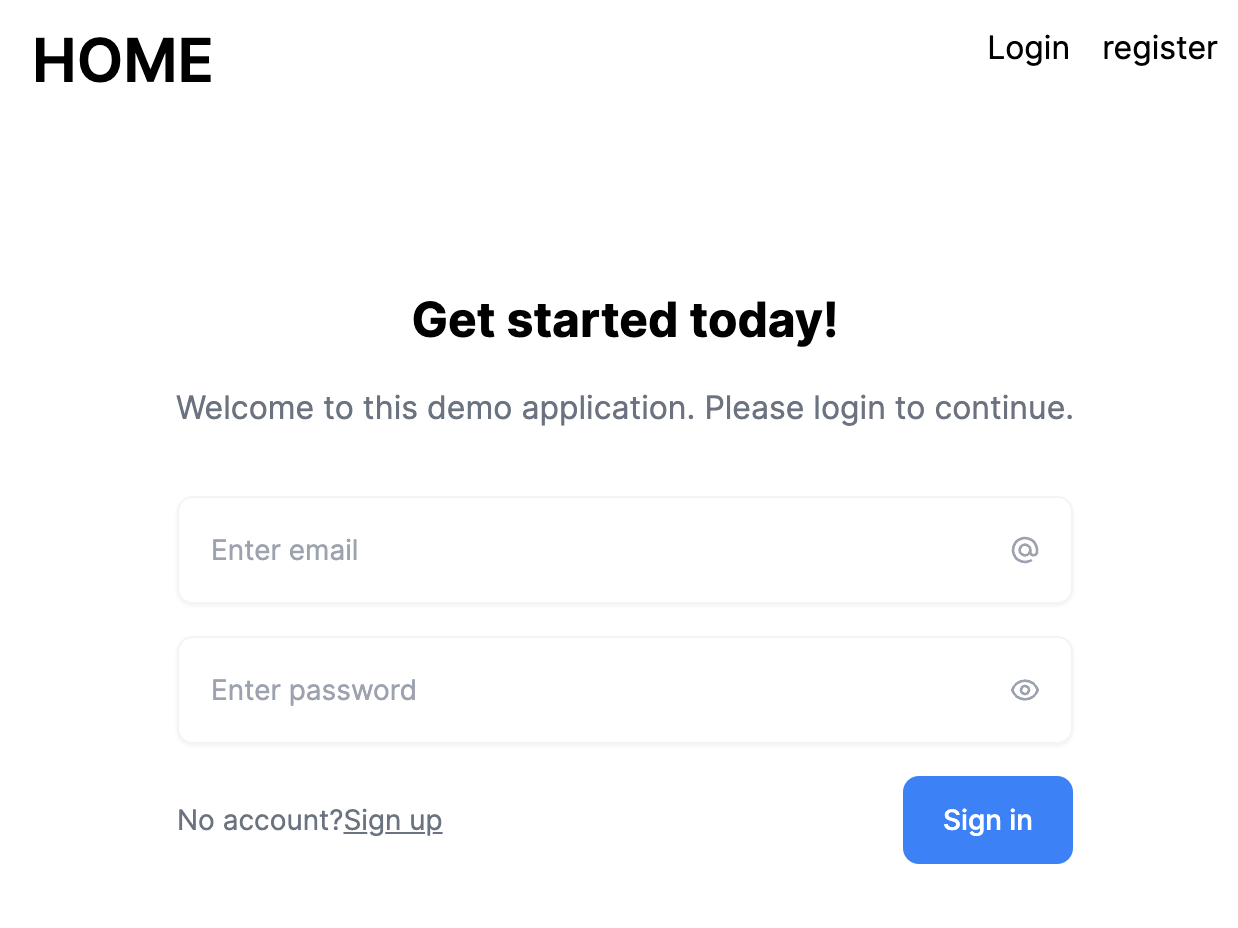 HOME
Login register
Get started today!
Welcome to this demo application. Please login to continue.
Enter email
Enter password
No account?Sign up
Sign in